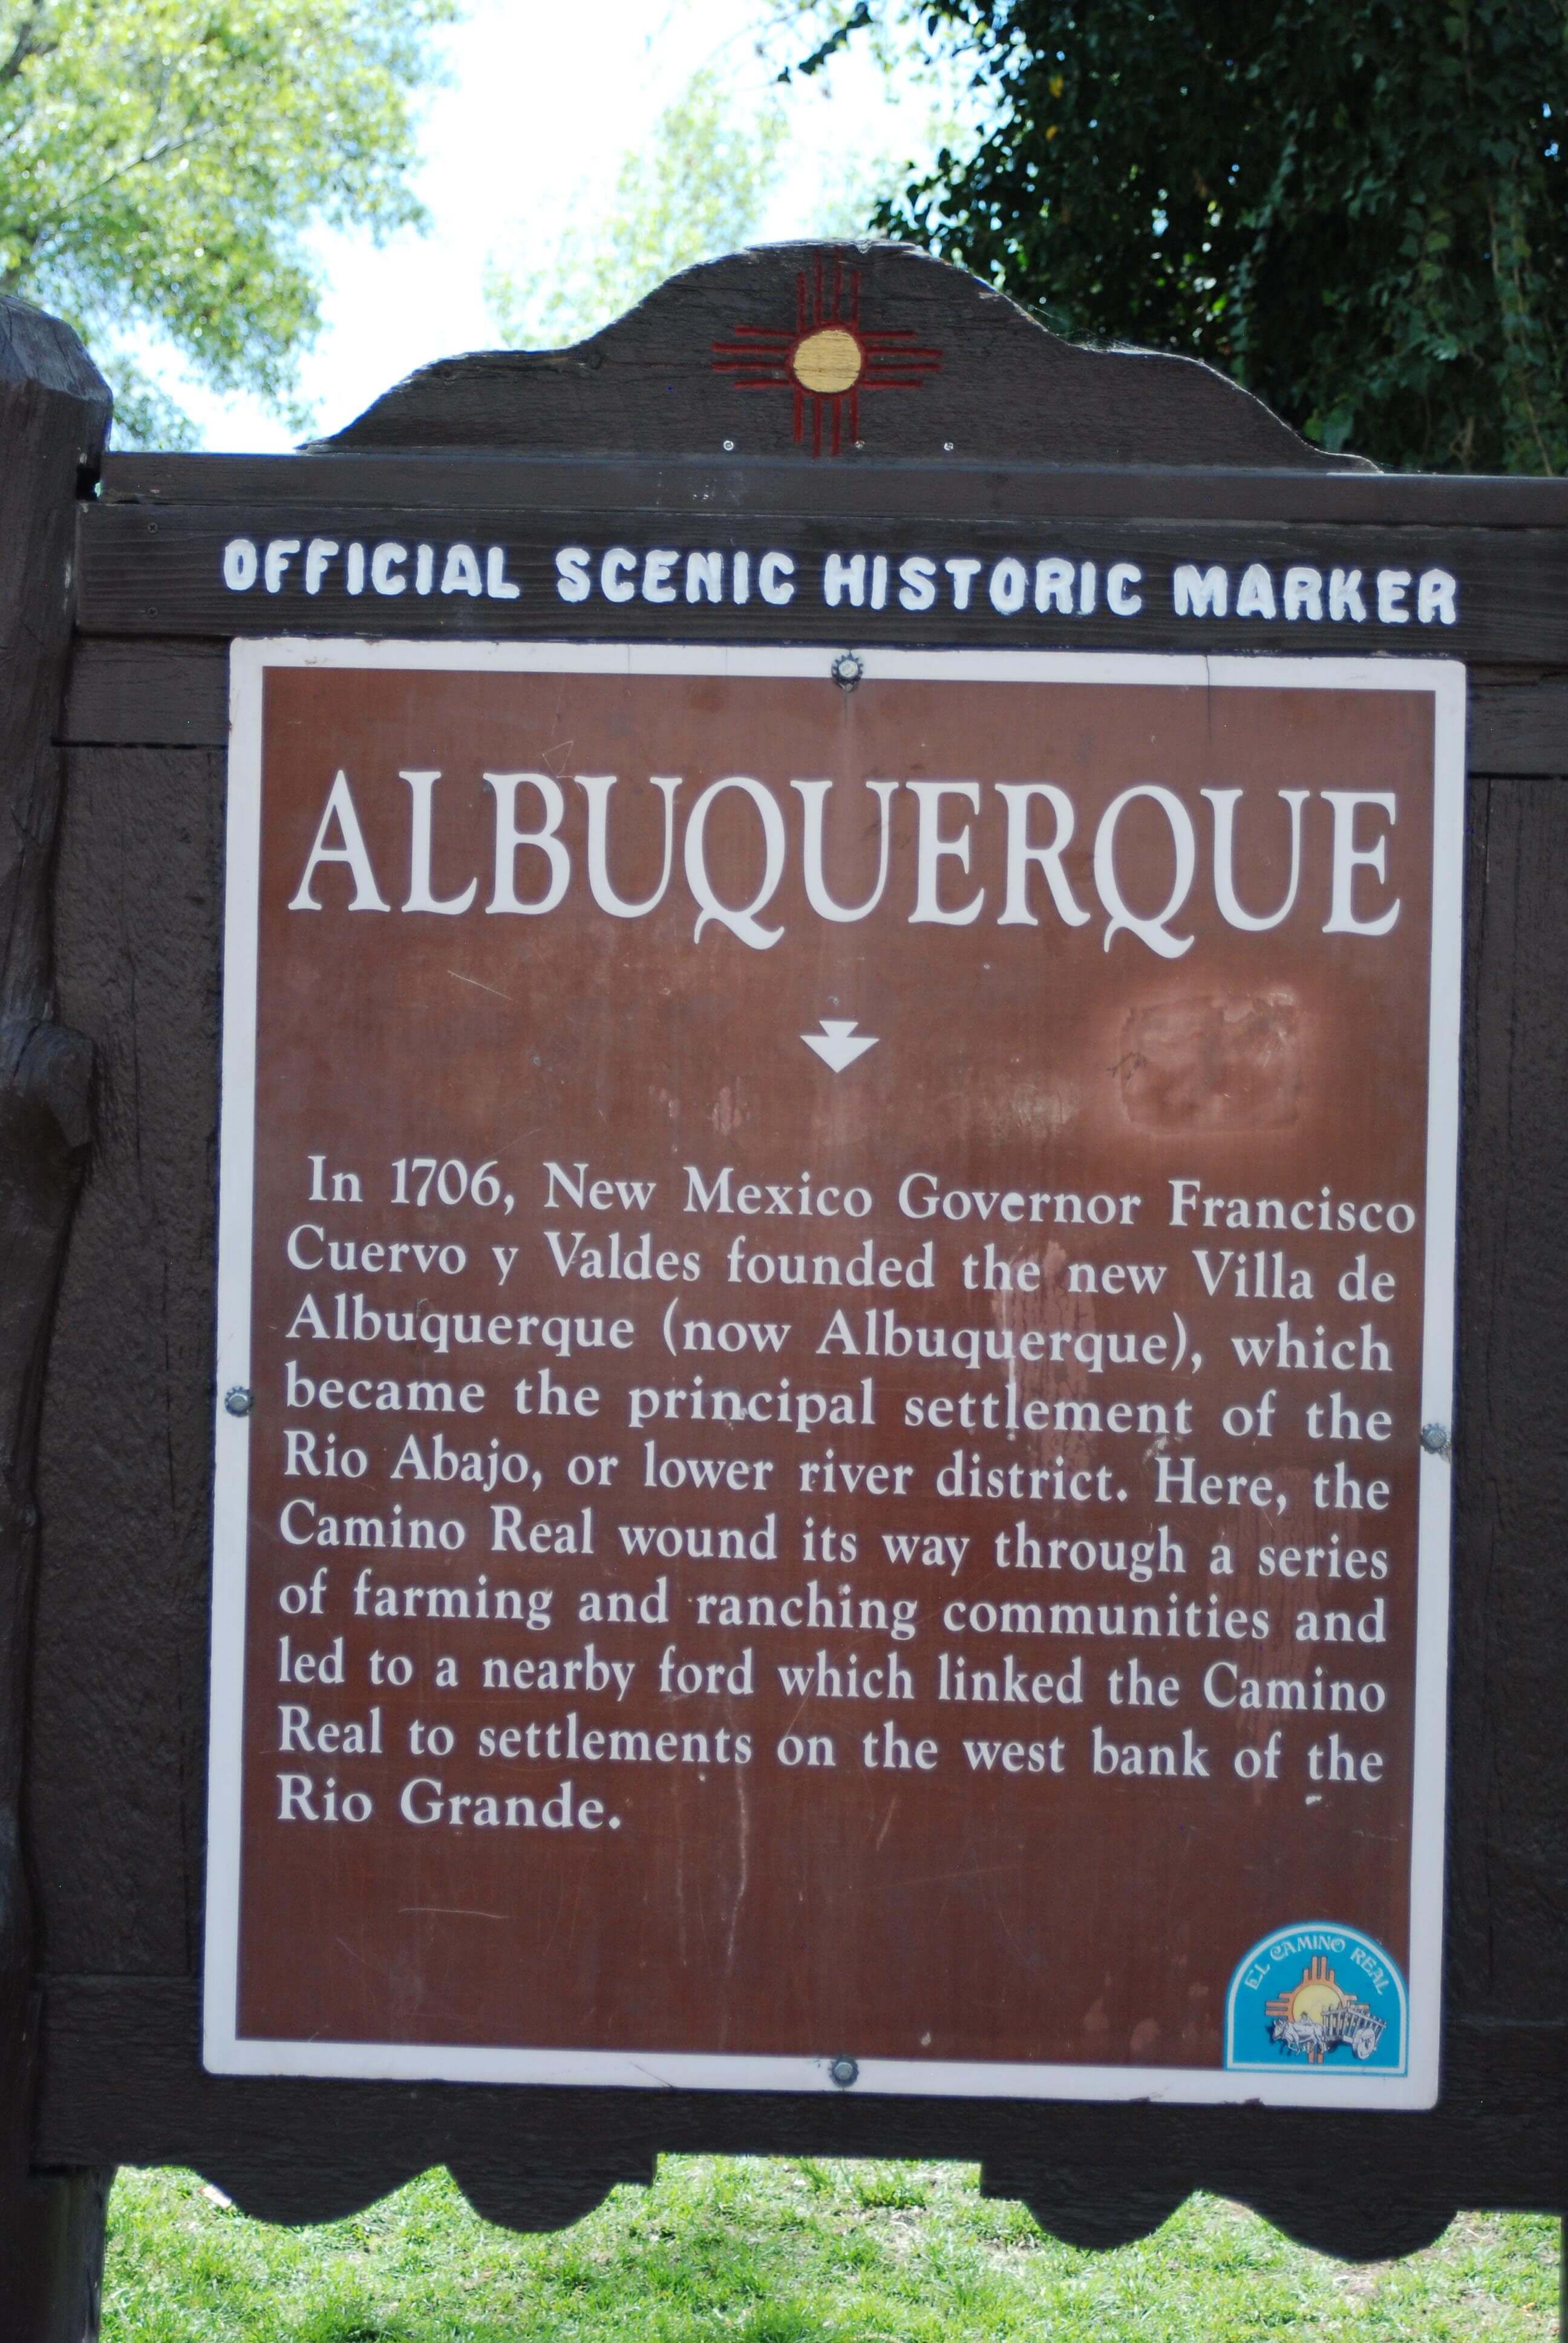 OFFICIAL SCENIC HISTORIC MARKER
ALBUQUERQUE
In 1706, New Mexico Governor Francisco
Cuervo y Valdes founded the new Villa de
Albuquerque (now Albuquerque), which
became the principal settlement of the
Rio Abajo, or lower river district. Here, the
Camino Real wound its way through a series
of farming and ranching communities and
led to a nearby ford which linked the Camino
Real to settlements on the west bank of the
Rio Grande.
EL CAMINO REAL